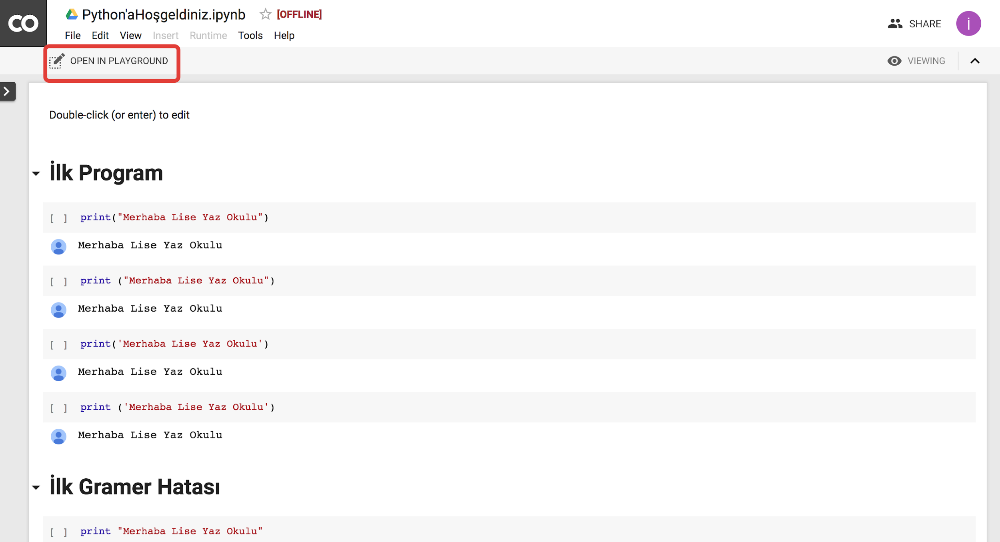 CO
Python'aHoşgeldiniz.ipynb [OFFLINE]
File Edit View Insert Runtime Tools Help
SHARE
i
OPEN IN PLAYGROUND
VIEWING
Double-click (or enter) to edit
İlk Program
[ ] print("Merhaba Lise Yaz Okulu")
Merhaba Lise Yaz Okulu
[ ] print ("Merhaba Lise Yaz Okulu")
Merhaba Lise Yaz Okulu
[ ] print('Merhaba Lise Yaz Okulu')
Merhaba Lise Yaz Okulu
[ ] print ('Merhaba Lise Yaz Okulu')
Merhaba Lise Yaz Okulu
İlk Gramer Hatası
[ ] print "Merhaba Lise Yaz Okulu"